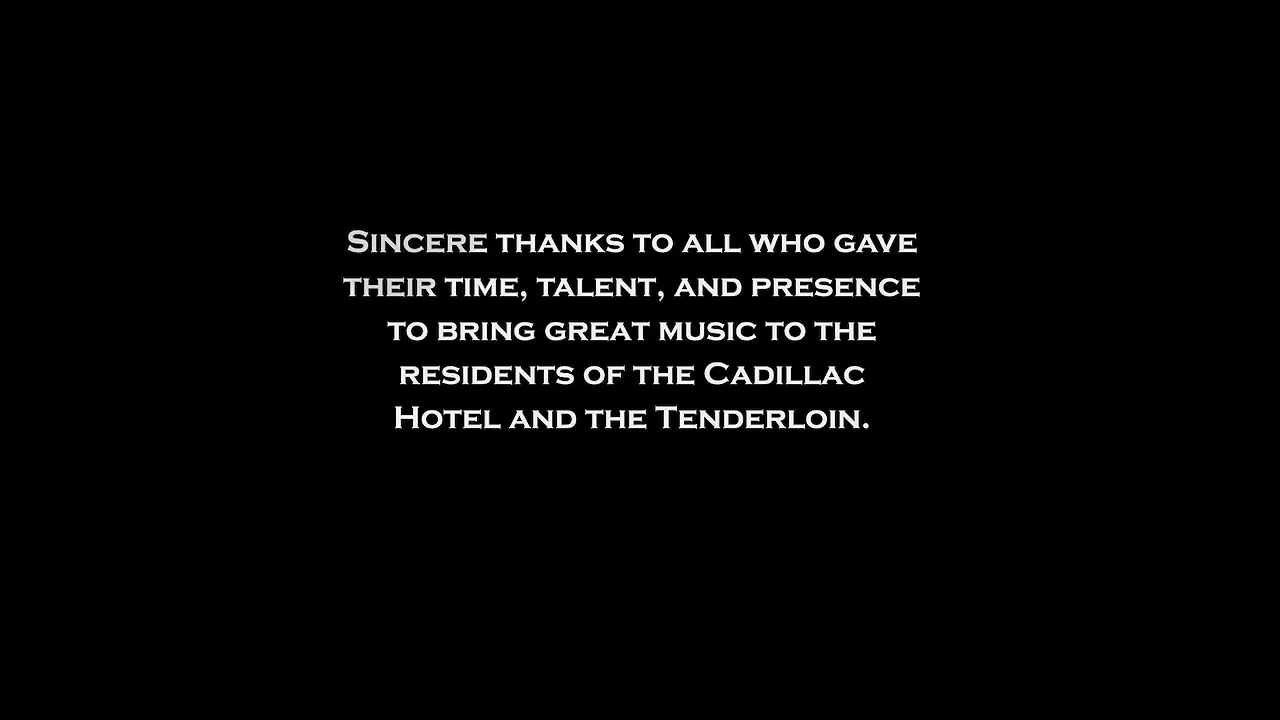 Sincere thanks to all who gave
their time, talent, and presence
to bring great music to the
residents of the Cadillac
Hotel and the Tenderloin.